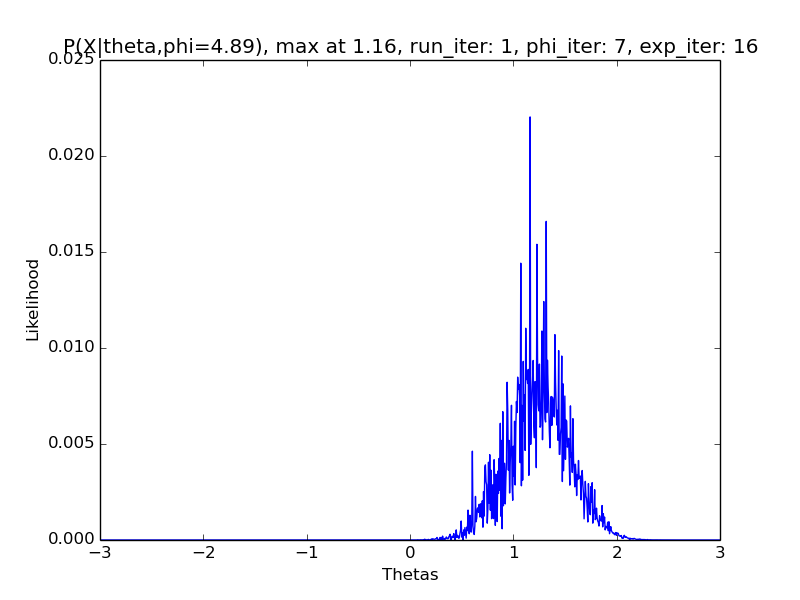 P(X|theta,phi=4.89), max at 1.16, run_iter: 1, phi_iter: 7, exp_iter: 16
0.025
0.020
0.015
0.010
0.005
0.000
Likelihood
−3 −2 −1 0 1 2 3
Thetas